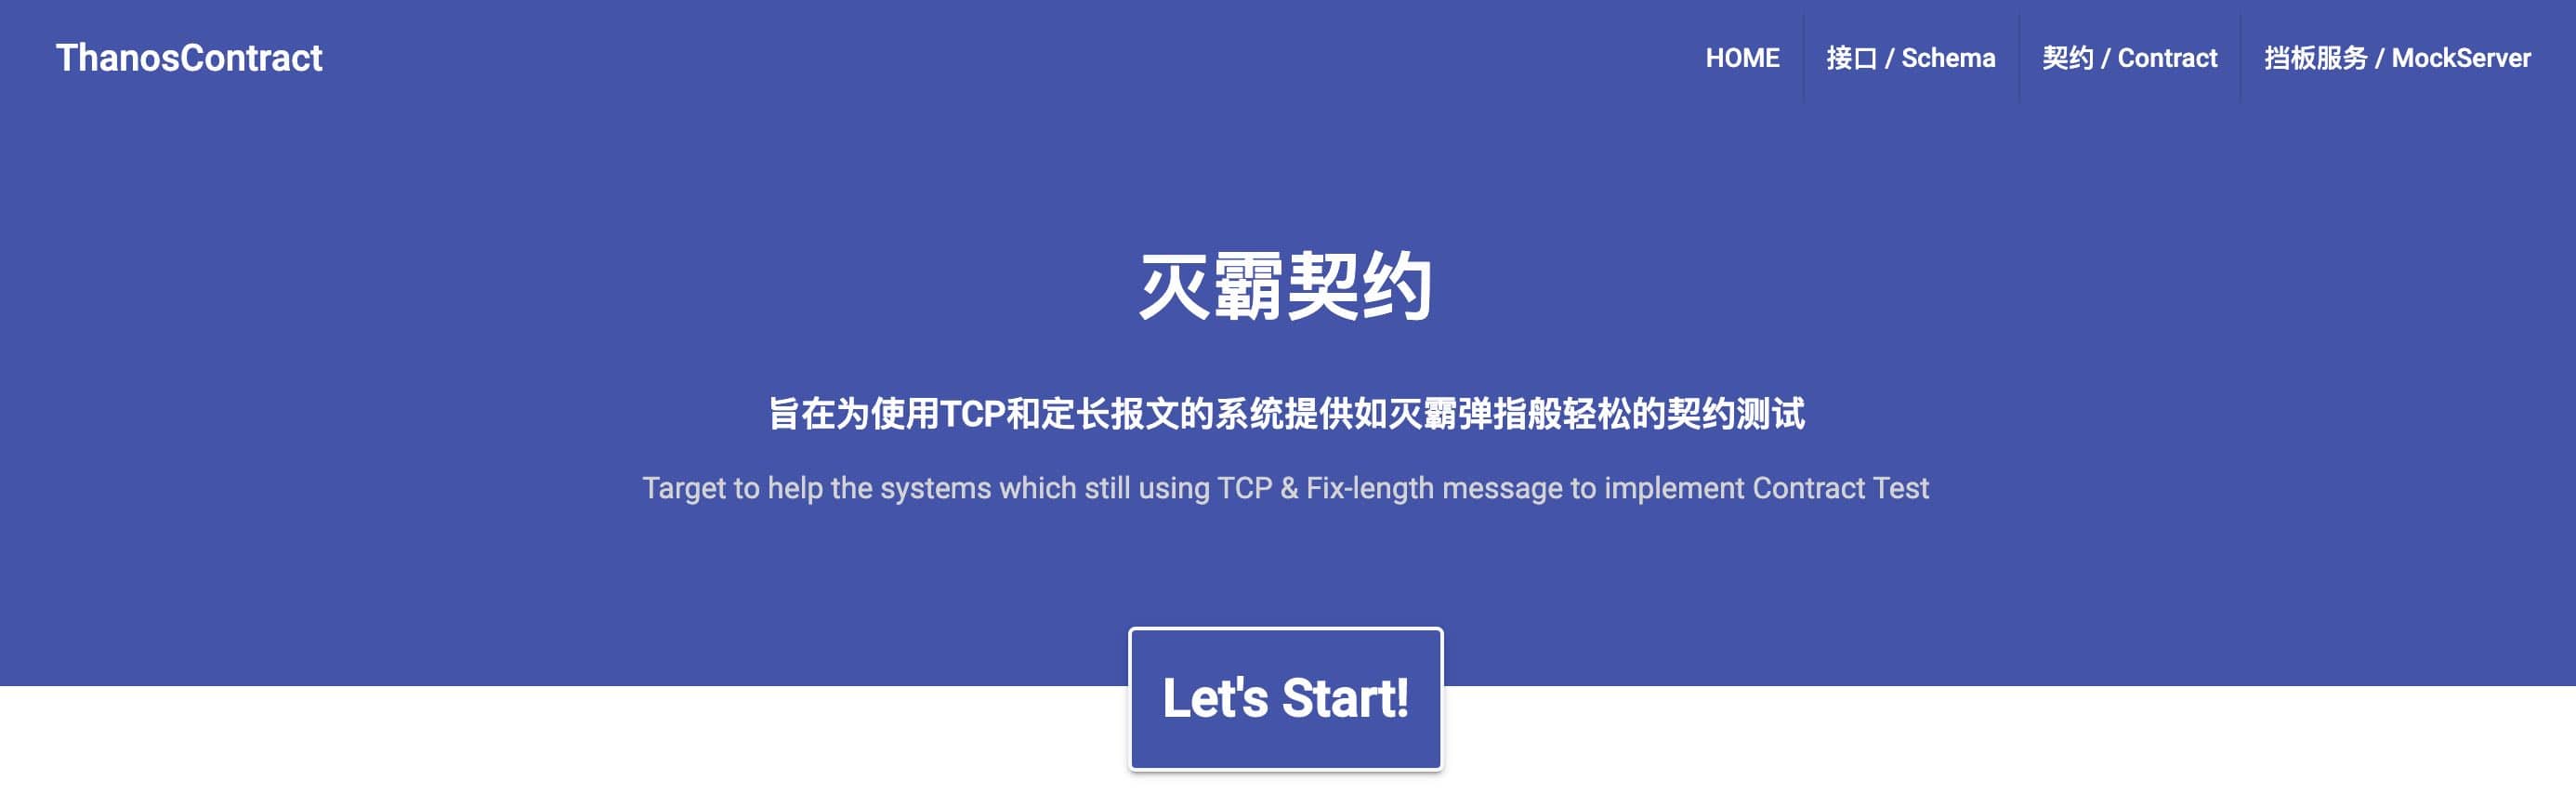 ThanosContract
HOME
接口 / Schema
契约 / Contract
挡板服务 / MockServer
灭霸契约
旨在为使用TCP和定长报文的系统提供如灭霸弹指般轻松的契约测试
Target to help the systems which still using TCP & Fix-length message to implement Contract Test
Let's Start!